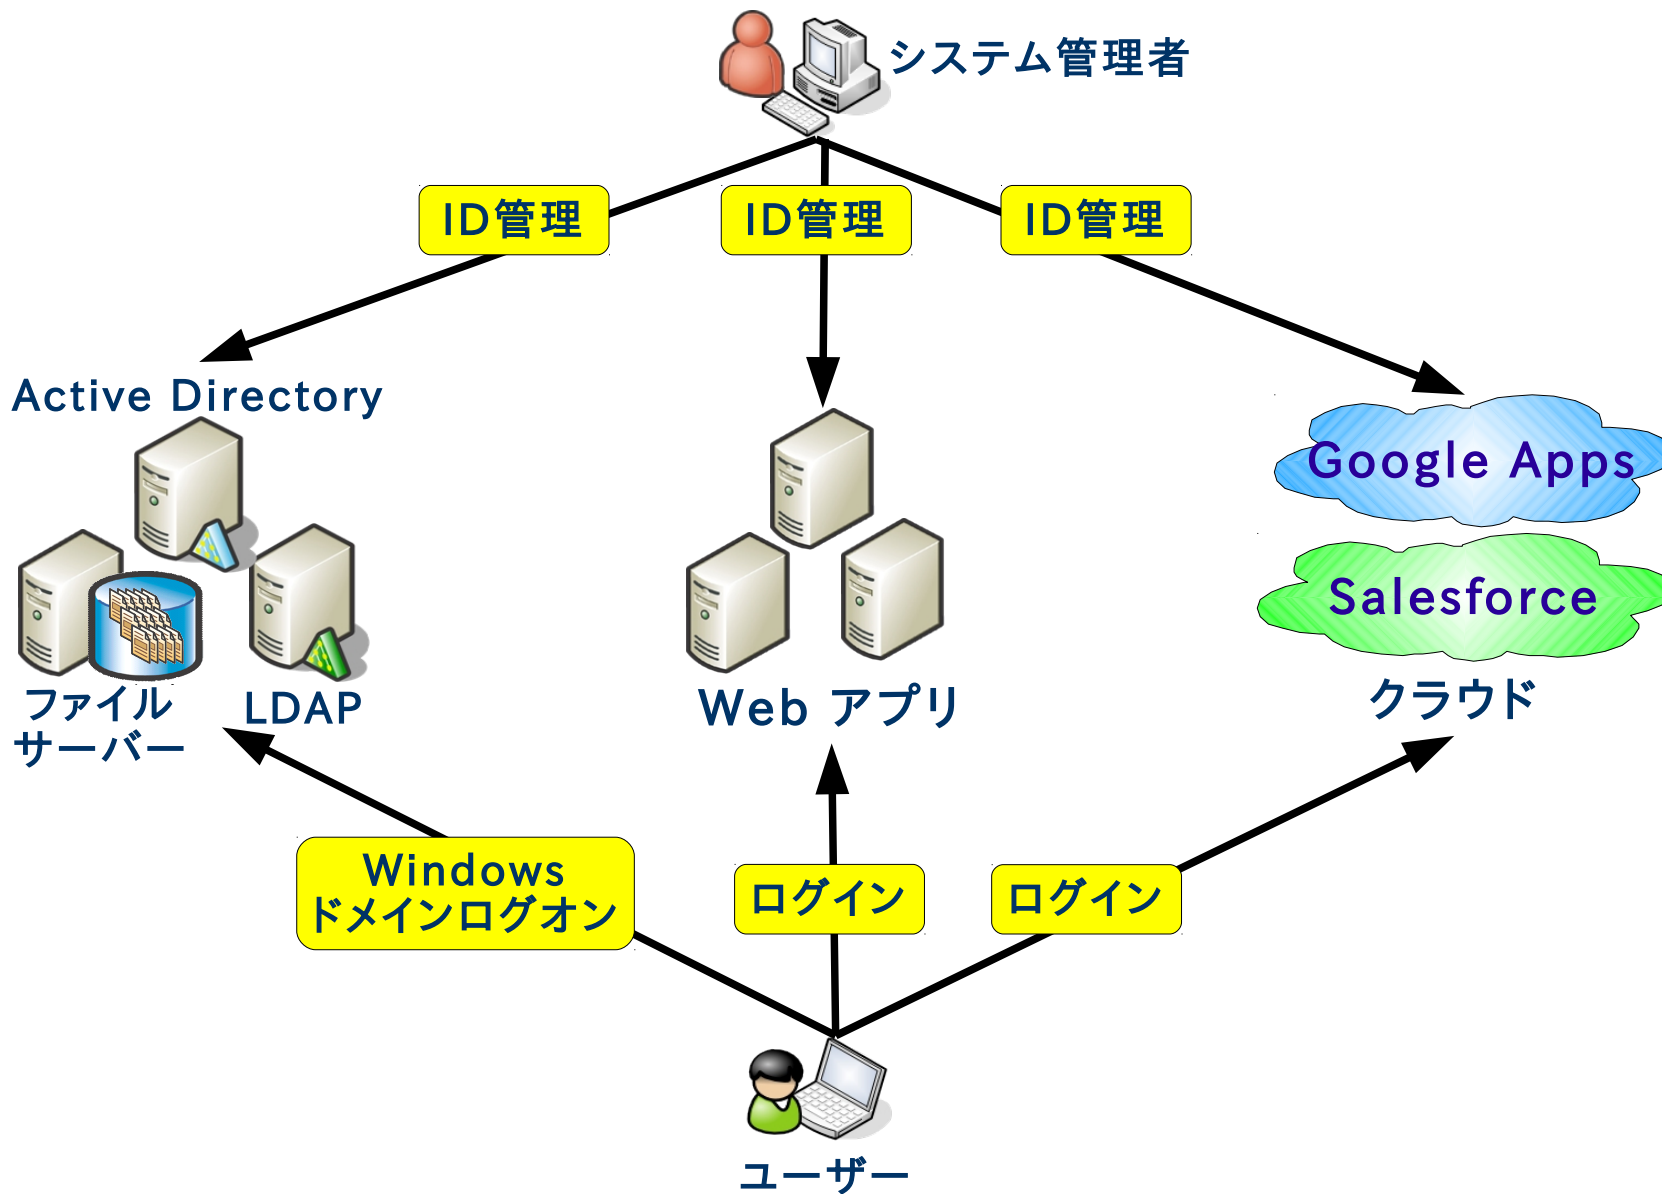 システム管理者
ID管理
ID管理
ID管理
Active Directory
Google Apps
Salesforce
ファイル
サーバー
LDAP
Web アプリ
クラウド
Windows
ドメインログオン
ログイン
ログイン
ユーザー